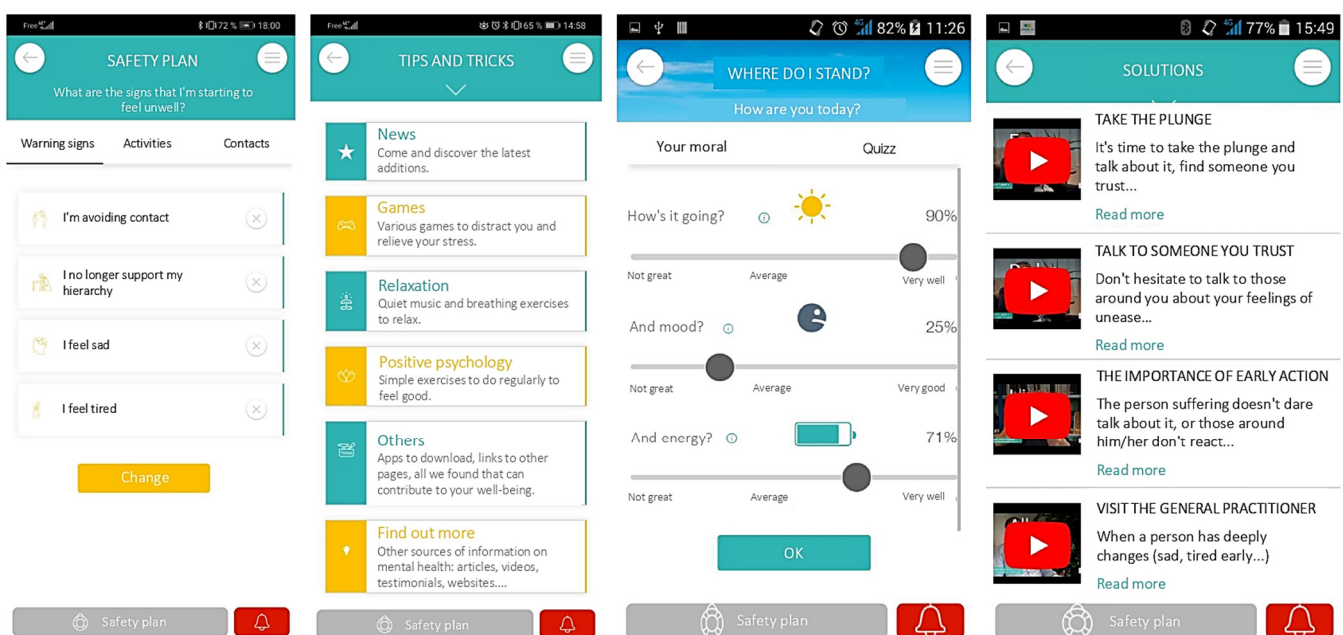 Free 4G
72 % 18:00
SAFETY PLAN
What are the signs that I'm starting to
feel unwell?
Warning signs Activities Contacts
I'm avoiding contact
I no longer support my
hierarchy
I feel sad
I feel tired
Change
Safety plan
Free 4G
65 % 14:58
TIPS AND TRICKS
News
Come and discover the latest
additions.
Games
Various games to distract you and
relieve your stress.
Relaxation
Quiet music and breathing exercises
to relax.
Positive psychology
Simple exercises to do regularly to
feel good.
Others
Apps to download, links to other
pages, all we found that can
contribute to your well-being.
Find out more
Other sources of information on
mental health: articles, videos,
testimonials, websites....
Safety plan
4G 82% 11:26
WHERE DO I STAND?
How are you today?
Your moral Quizz
How's it going? 90%
Not great Average Very well
And mood? 25%
Not great Average Very good
And energy? 71%
Not great Average Very well
OK
Safety plan
4G 77% 15:49
SOLUTIONS
TAKE THE PLUNGE
It's time to take the plunge and
talk about it, find someone you
trust...
Read more
TALK TO SOMEONE YOU TRUST
Don't hesitate to talk to those
around you about your feelings of
unease...
Read more
THE IMPORTANCE OF EARLY ACTION
The person suffering doesn't dare
talk about it, or those around
him/her don't react...
Read more
VISIT THE GENERAL PRACTITIONER
When a person has deeply
changes (sad, tired early...)
Read more
Safety plan